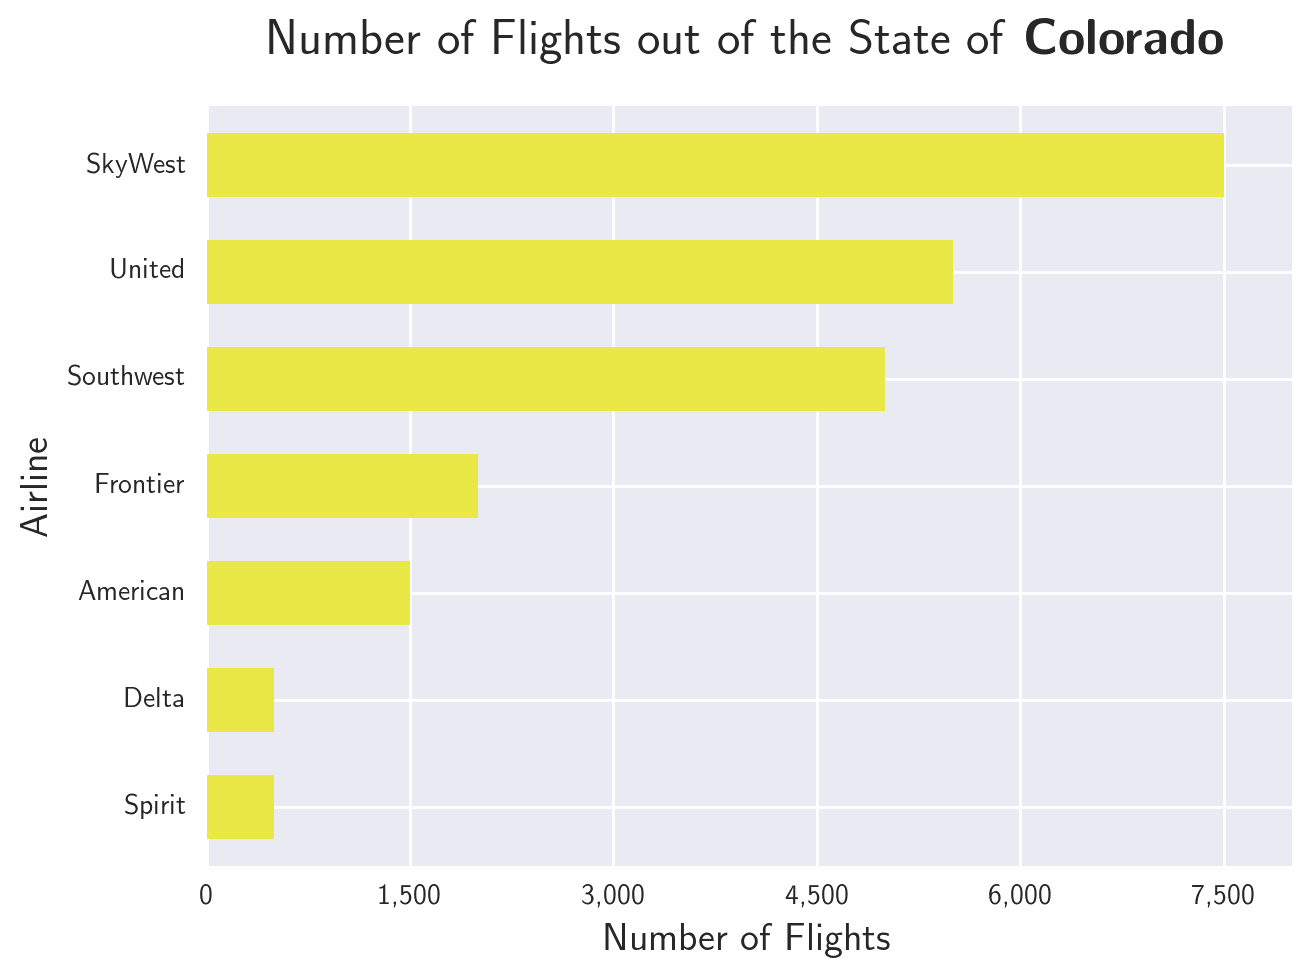 Number of Flights out of the State of Colorado
SkyWest
United
Southwest
Frontier
American
Delta
Spirit
Airline
0 1,500 3,000 4,500 6,000 7,500
Number of Flights